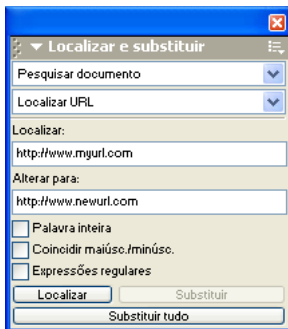 Localizar e substituir
Pesquisar documento
Localizar URL
Localizar:
http://www.myurl.com
Alterar para:
http://www.newurl.com
Palavra inteira
Coincidir maiúsc./minúsc.
Expressões regulares
Localizar Substituir
Substituir tudo